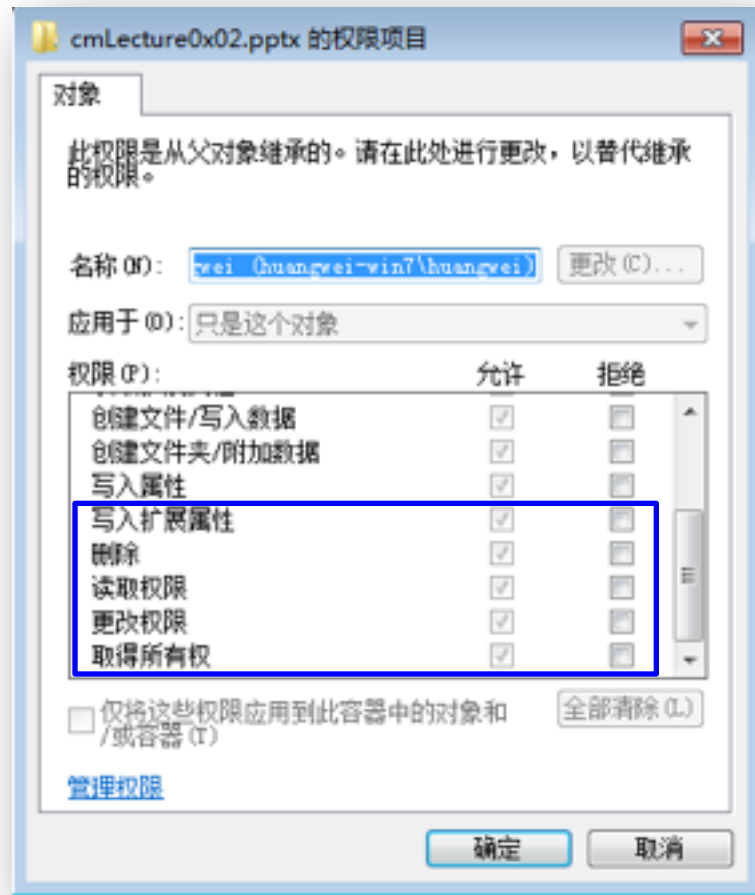 cmLecture0x02.pptx 的权限项目
对象
此权限是从父对象继承的。请在此处进行更改，以替代继承
的权限。
名称(N): gwei (huangwei-win7\huangwei) 更改(C)...
应用于(O): 只是这个对象
权限(P): 允许 拒绝
创建文件/写入数据
创建文件夹/附加数据
写入属性
写入扩展属性
删除
读取权限
更改权限
取得所有权
仅将这些权限应用到此容器中的对象和 全部清除(L)
/或容器(T)
管理权限
确定 取消